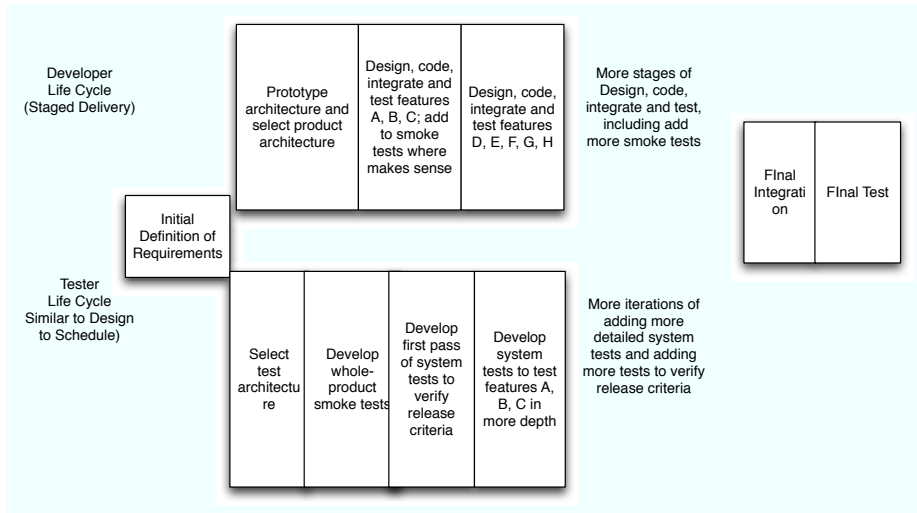 Developer
Life Cycle
(Staged Delivery)
Prototype
architecture and
select product
architecture
Design, code,
integrate and
test features
A, B, C; add
to smoke
tests where
makes sense
Design, code,
integrate and
test features
D, E, F, G, H
More stages of
Design, code,
integrate and test,
including add
more smoke tests
FInal
Integrati
on
FInal Test
Initial
Definition of
Requirements
Tester
Life Cycle
Similar to Design
to Schedule)
Select
test
architectu
re
Develop
whole-
product
smoke tests
Develop
first pass
of system
tests to
verify
release
criteria
Develop
system
tests to test
features A,
B, C in
more depth
More iterations of
adding more
detailed system
tests and adding
more tests to verify
release criteria